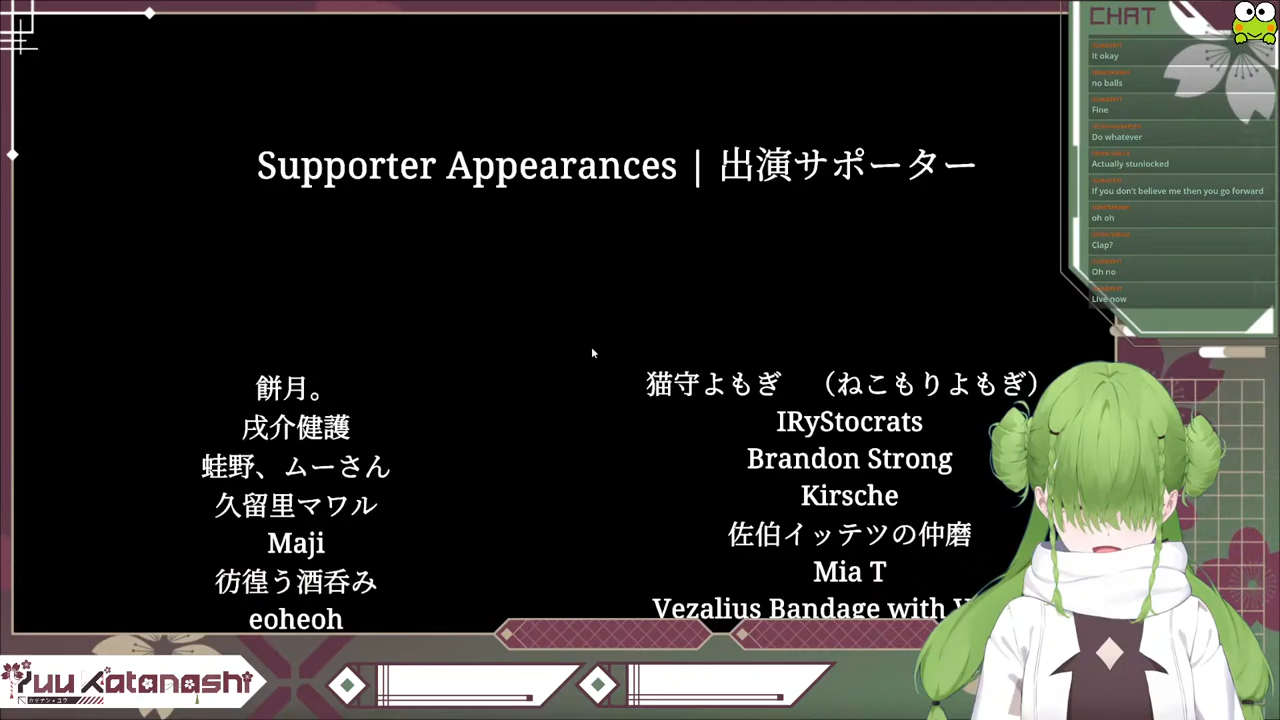 Supporter Appearances | 出演サポーター
餅月。
戌亥健護
蛙野、ムーさん
久留里マワル
Maji
彷徨う酒呑み
eoheoh
猫守よもぎ　（ねこもりよもぎ）
IRyStocrats
Brandon Strong
Kirsche
佐伯イッテツの仲磨
Mia T
Vezalius Bandage with
CHAT
It okay
no balls
Fine
Do whatever
Actually stunlocked
If you don't believe me then you go forward
oh oh
Clap?
Oh no
Live now
Yuu Katanashi